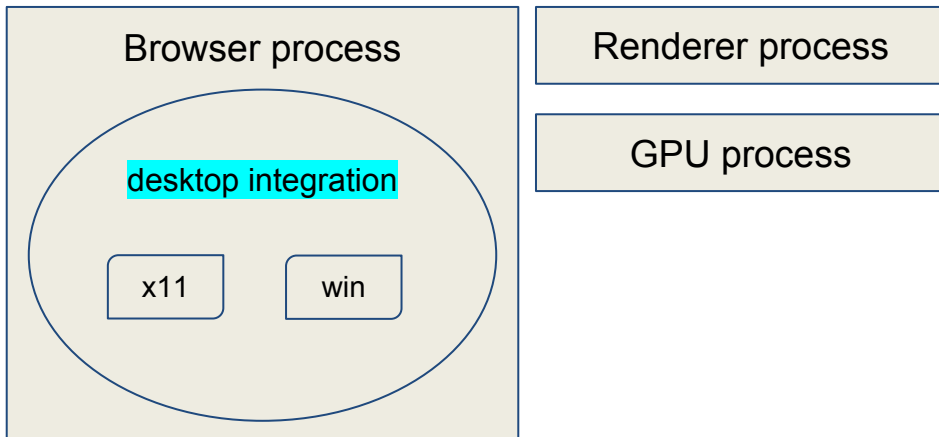 Browser process
desktop integration
x11
win
Renderer process
GPU process